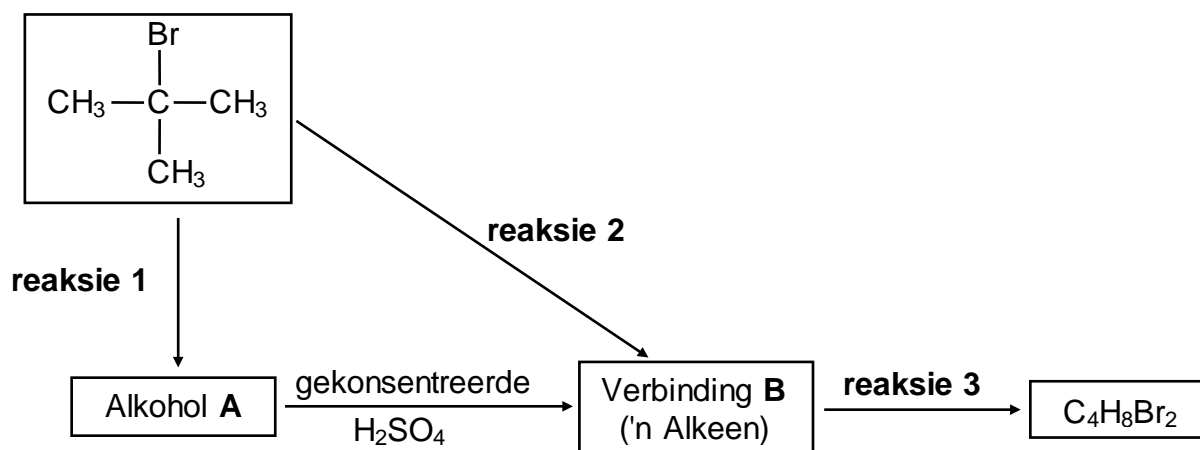 Br
CH₃—C—CH₃
CH₃
reaksie 2
reaksie 1
Alkohol A
gekonsentreerde
H₂SO₄
Verbinding B
('n Alkeen)
reaksie 3
C₄H₈Br₂